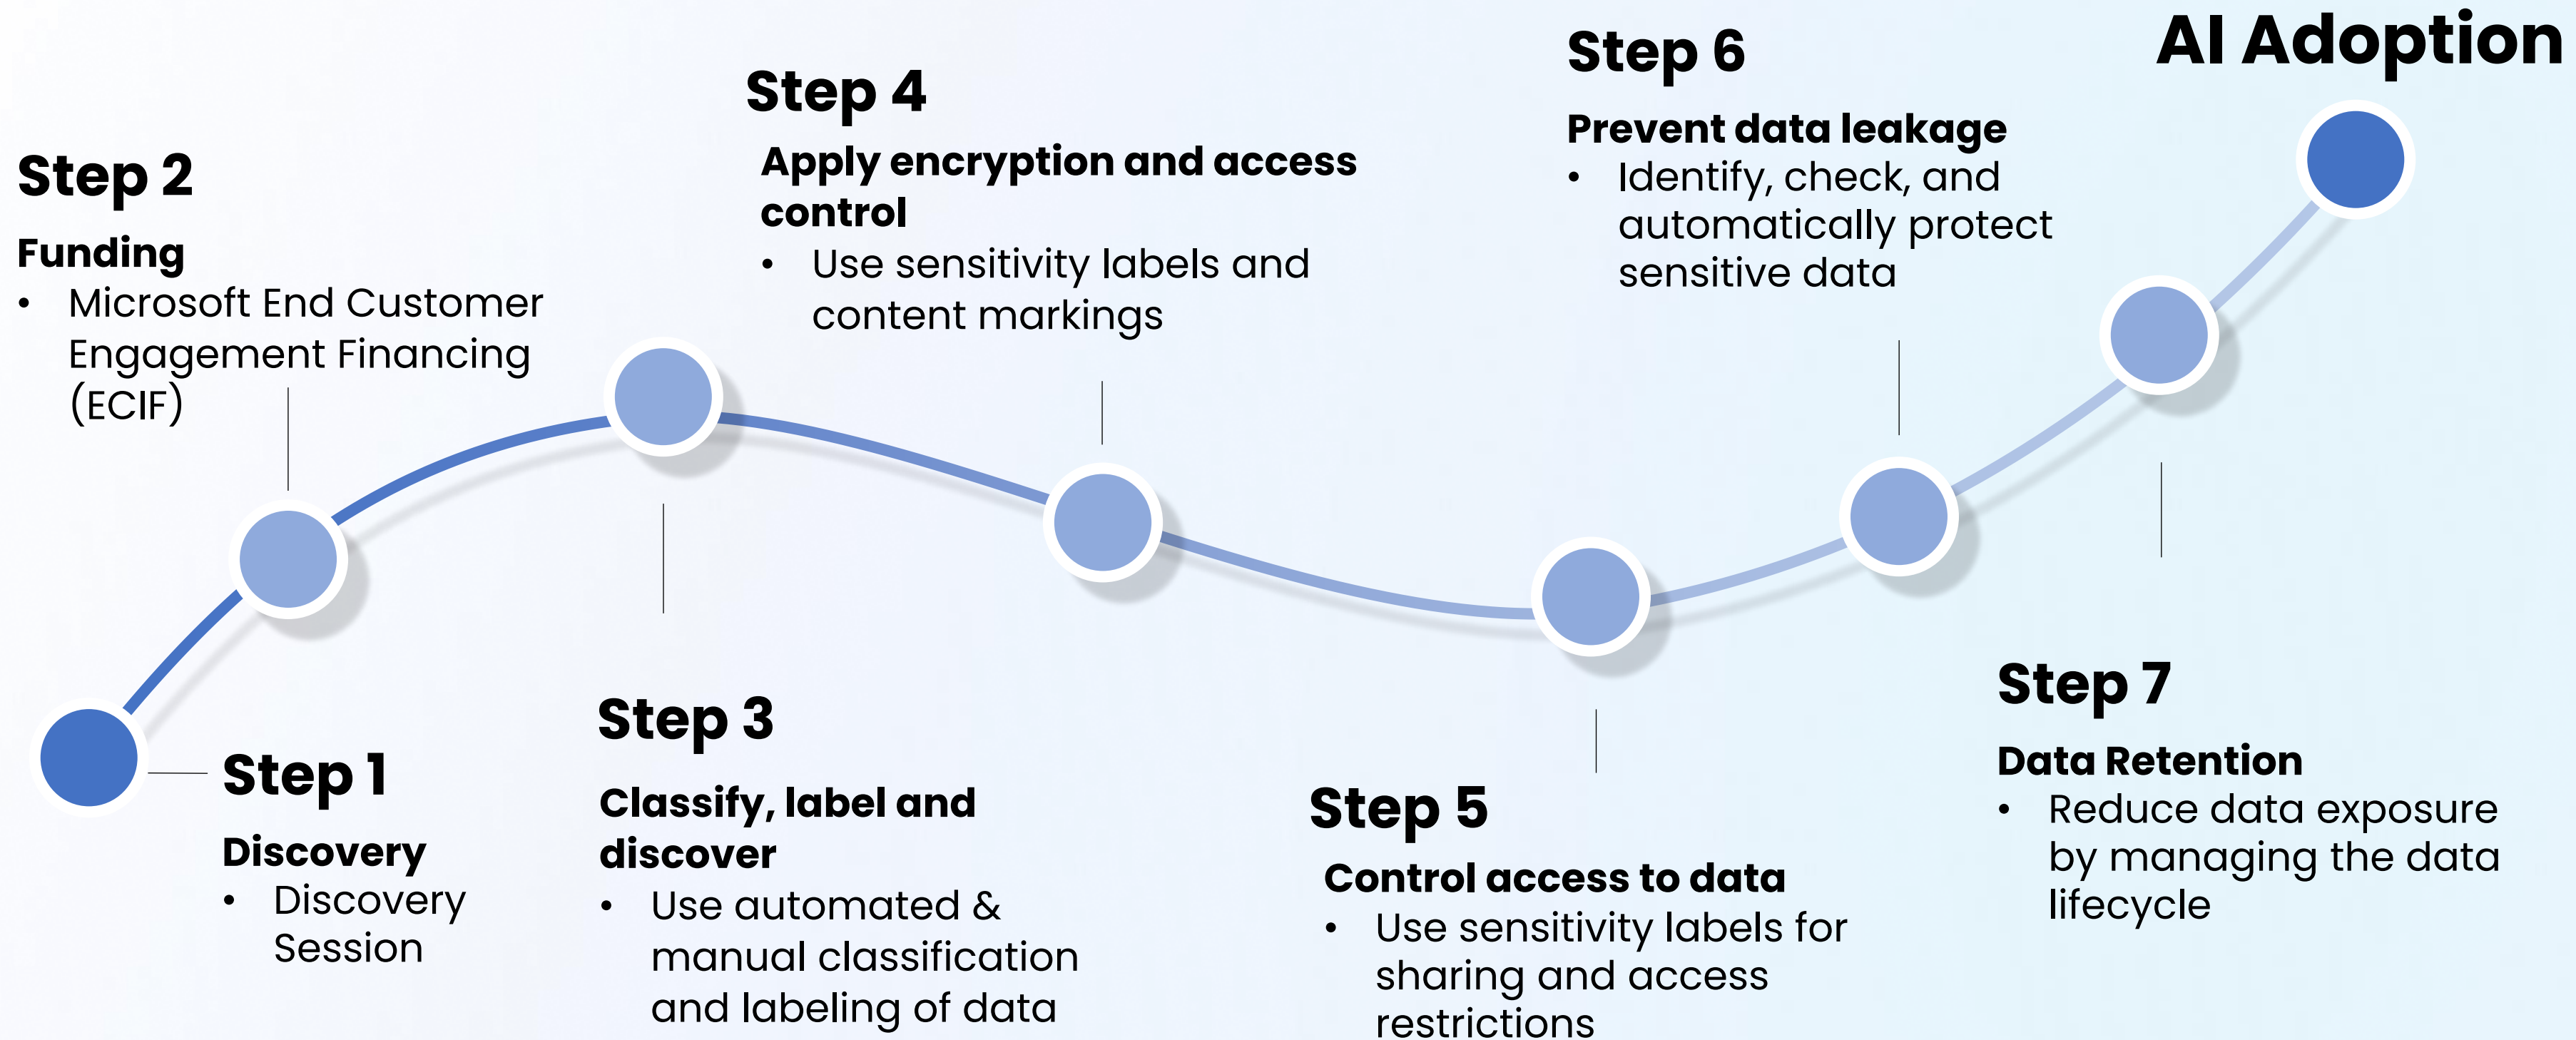 Step 1
Discovery
• Discovery
Session
Step 2
Funding
• Microsoft End Customer
Engagement Financing
(ECIF)
Step 3
Classify, label and
discover
• Use automated &
manual classification
and labeling of data
Step 4
Apply encryption and access
control
• Use sensitivity labels and
content markings
Step 5
Control access to data
• Use sensitivity labels for
sharing and access
restrictions
Step 6
Prevent data leakage
• Identify, check, and
automatically protect
sensitive data
Step 7
Data Retention
• Reduce data exposure
by managing the data
lifecycle
AI Adoption